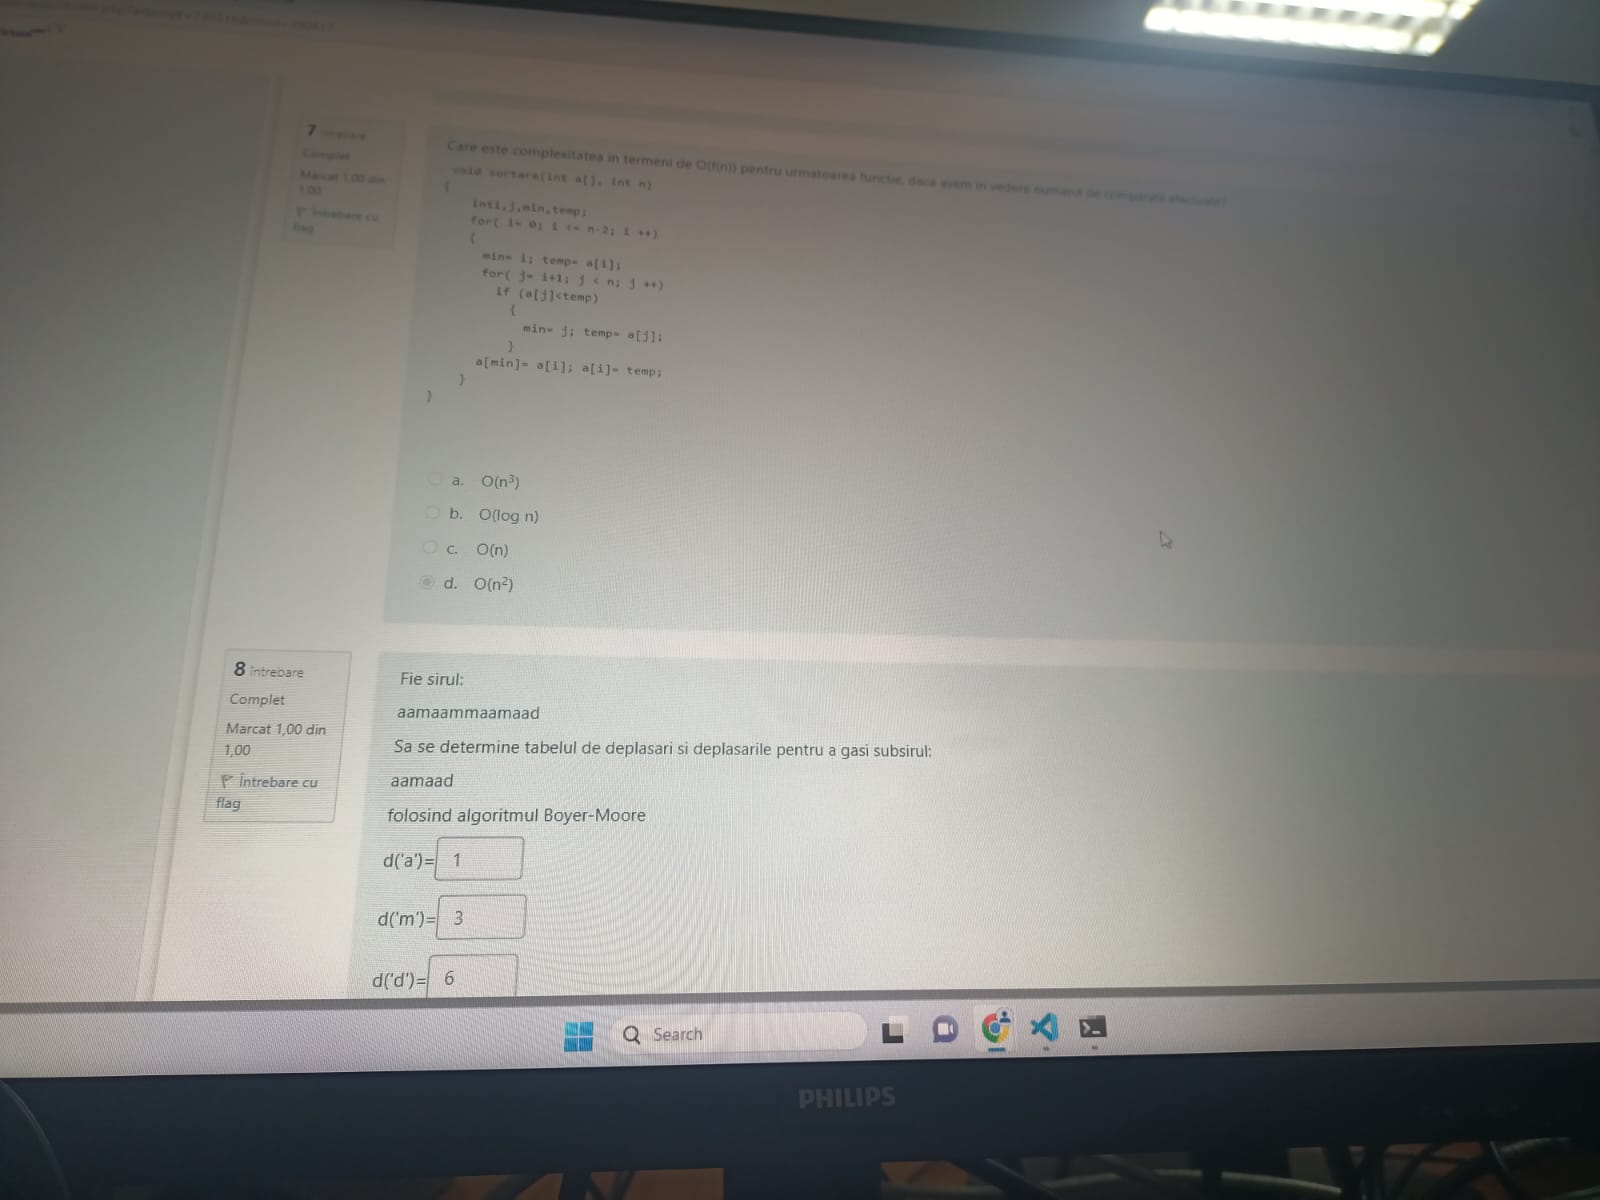 7 întrebare
Complet
Marcat 1,00 din
1,00
Întrebare cu
flag
Care este complexitatea in termeni de O(f(n)) pentru urmatoarea functie, daca avem in vedere numarul de comparatii efectuate?
void sortare(int a[], int n)
{
inti,j,min,temp;
for( i= 0; i <= n-2; i ++)
{
min= i; temp= a[i];
for( j= i+1; j < n; j ++)
if (a[j]<temp)
{
min= j; temp= a[j];
}
a[min]= a[i]; a[i]= temp;
}
}
a. O(n³)
b. O(log n)
c. O(n)
d. O(n²)
8 întrebare
Complet
Marcat 1,00 din
1,00
Întrebare cu
flag
Fie sirul:
aamaammaamaad
Sa se determine tabelul de deplasari si deplasarile pentru a gasi subsirul:
aamaad
folosind algoritmul Boyer-Moore
d('a')= 1
d('m')= 3
d('d')= 6
Search
PHILIPS